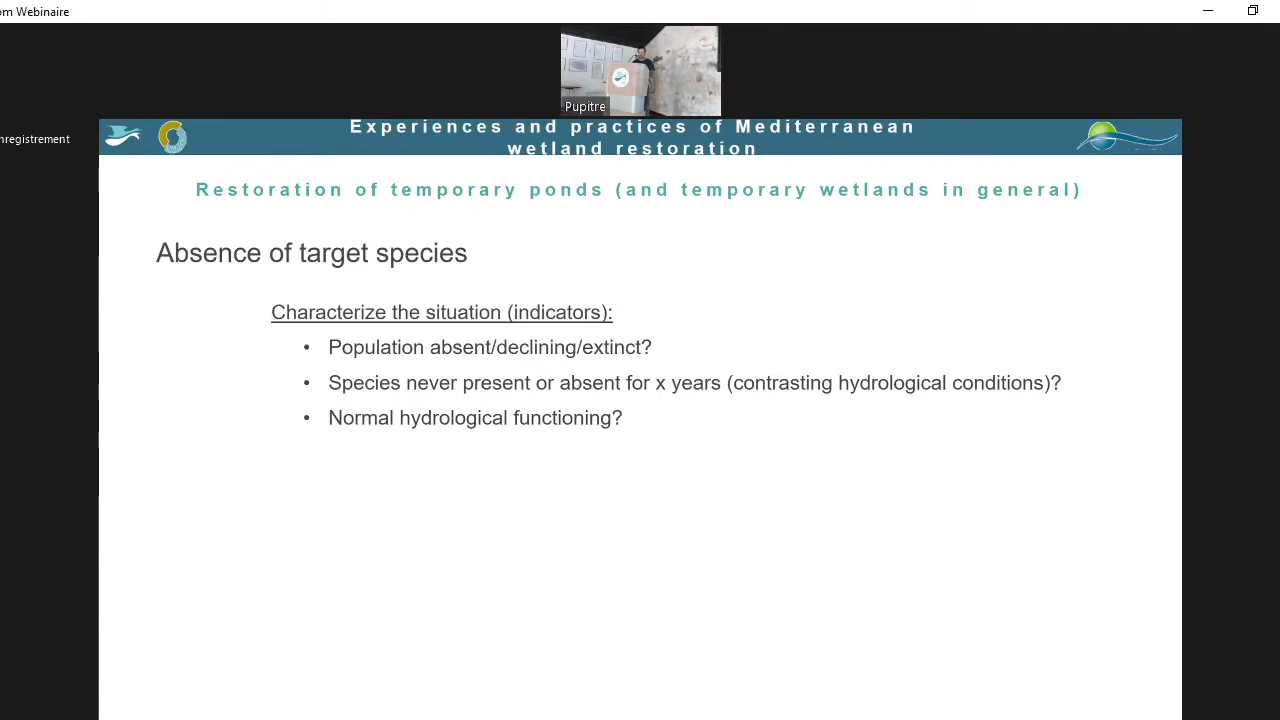 om Webinaire
Pupitre
nregistrement
Experiences and practices of Mediterranean
wetland restoration
Restoration of temporary ponds (and temporary wetlands in general)
Absence of target species
Characterize the situation (indicators):
• Population absent/declining/extinct?
• Species never present or absent for x years (contrasting hydrological conditions)?
• Normal hydrological functioning?